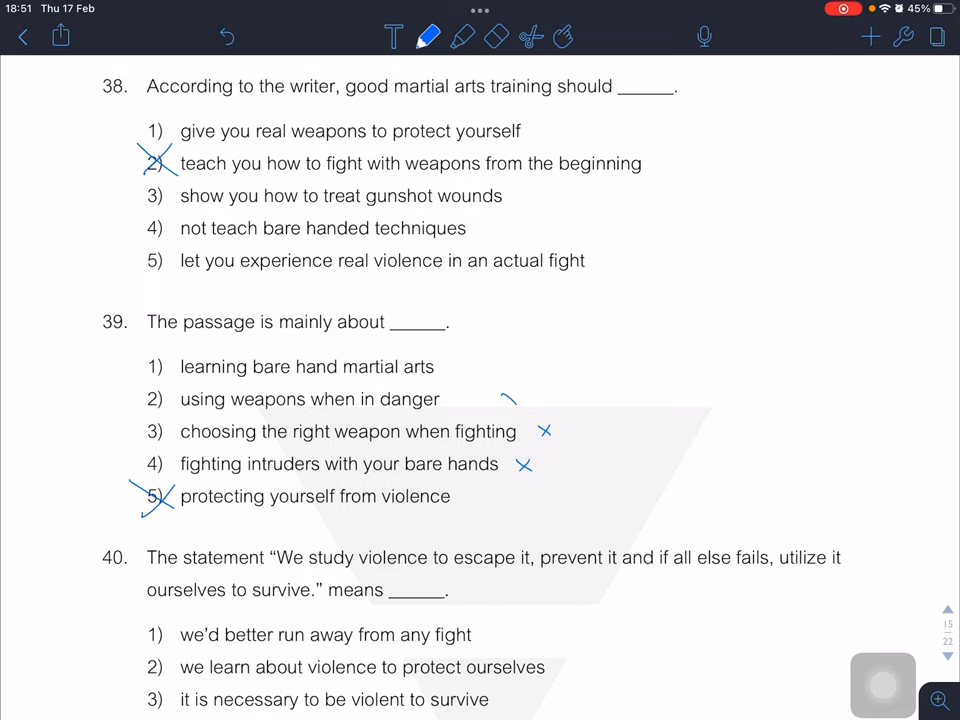 18:51 Thu 17 Feb 45%
38. According to the writer, good martial arts training should ______.
1) give you real weapons to protect yourself
2) teach you how to fight with weapons from the beginning
3) show you how to treat gunshot wounds
4) not teach bare handed techniques
5) let you experience real violence in an actual fight
39. The passage is mainly about ______.
1) learning bare hand martial arts
2) using weapons when in danger
3) choosing the right weapon when fighting
4) fighting intruders with your bare hands
5) protecting yourself from violence
40. The statement “We study violence to escape it, prevent it and if all else fails, utilize it
ourselves to survive.” means ______.
1) we’d better run away from any fight
2) we learn about violence to protect ourselves
3) it is necessary to be violent to survive
15
22